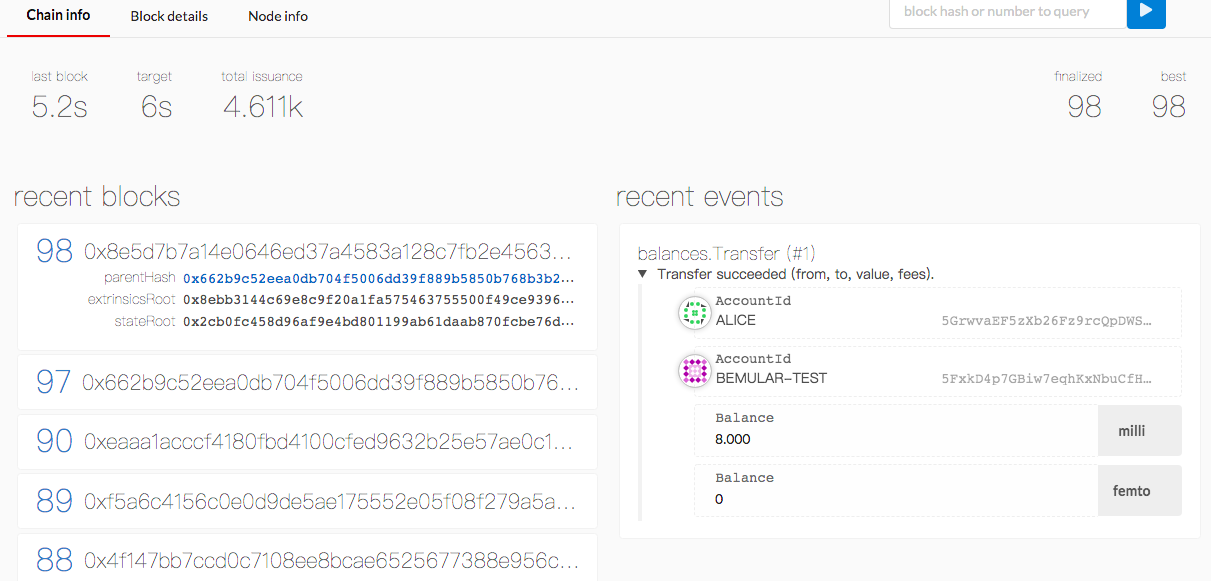 Chain info Block details Node info block hash or number to query
last block target total issuance finalized best
5.2s 6s 4.611k 98 98
recent blocks
98 0x8e5d7b7a14e0646ed37a4583a128c7fb2e4563...
parentHash 0x662b9c52eea0db704f5006dd39f889b5850b768b3b2...
extrinsicsRoot 0x8ebb3144c69e8c9f20a1fa575463755500f49ce9396...
stateRoot 0x2cb0fc458d96af9e4bd801199ab61daab870fcbe76d...
97 0x662b9c52eea0db704f5006dd39f889b5850b76...
90 0xeaaa1acccf4180fbd4100cfed9632b25e57ae0c1...
89 0xf5a6c4156c0e0d9de5ae175552e05f08f279a5a...
88 0x4f147bb7ccd0c7108ee8bcae6525677388e956c...
recent events
balances.Transfer (#1)
▼ Transfer succeeded (from, to, value, fees).
AccountId
ALICE 5GrwvaEF5zXb26Fz9rcQpDWS...
AccountId
BEMULAR-TEST 5FxkD4p7GBiw7eqhKxNbuCfH...
Balance
8.000 milli
Balance
0 femto